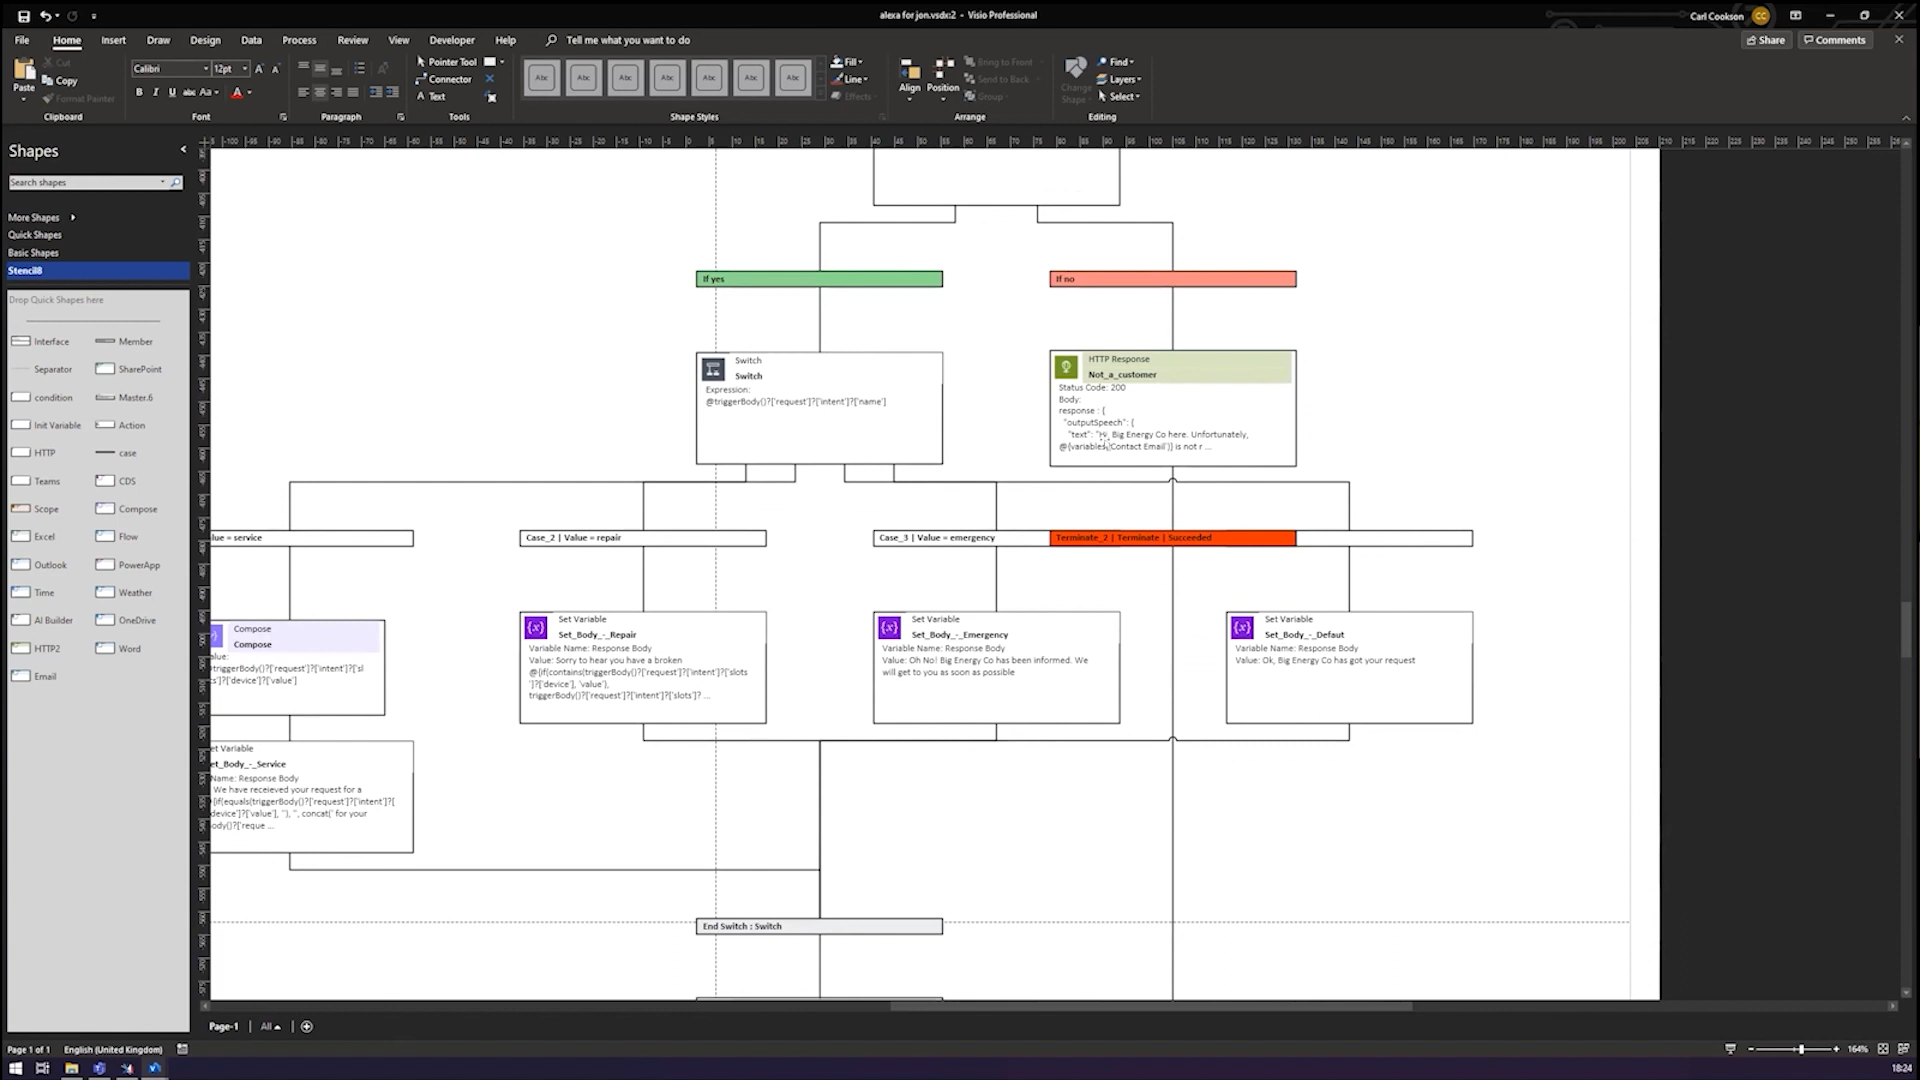 alexa for jon.vsdx:2 - Visio Professional
Carl Cookson
CC
File Home Insert Draw Design Data Process Review View Developer Help Tell me what you want to do
Share Comments
Paste
Cut
Copy
Format Painter
Clipboard
Calibri 12pt
B I U abc Aa A
Font
Paragraph
Pointer Tool
Connector
A Text
Tools
Abc Abc Abc Abc Abc Abc Abc
Shape Styles
Fill
Line
Effects
Align Position
Bring to Front
Send to Back
Group
Arrange
Change Shape
Find
Layers
Select
Editing
Shapes
Search shapes
More Shapes
Quick Shapes
Basic Shapes
Stencil8
Drop Quick Shapes here
Interface Member
Separator SharePoint
condition Master.6
Init Variable Action
HTTP case
Teams CDS
Scope Compose
Excel Flow
Outlook PowerApp
Time Weather
AI Builder OneDrive
HTTP2 Word
Email
If yes
If no
Switch
Switch
Expression:
@triggerBody()?['request']?['intent']?['name']
HTTP Response
Not_a_customer
Status Code: 200
Body:
response : {
"outputSpeech": {
"text": "Hi, Big Energy Co here. Unfortunately,
Contact Email')} is not r ...
lue = service
Case_2 | Value = repair
Case_3 | Value = emergency
Terminate_2 | Terminate | Succeeded
Compose
Compose
alue:
triggerBody()?['request']?['intent']?['sl
ts']?['device']?['value']
Set Variable
Set_Body_-_Repair
Variable Name: Response Body
Value: Sorry to hear you have a broken
@{if(contains(triggerBody()?['request']?['intent']?['slots
']?['device'], 'value'),
triggerBody()?['request']?['intent']?['slots']? ...
Set Variable
Set_Body_-_Emergency
Variable Name: Response Body
Value: Oh No! Big Energy Co has been informed. We
will get to you as soon as possible
Set Variable
Set_Body_-_Defaut
Variable Name: Response Body
Value: Ok, Big Energy Co has got your request
et Variable
et_Body_-_Service
Name: Response Body
We have receieved your request for a
{if(equals(triggerBody()?['request']?['intent']?[
device']?['value'], ''), '', concat(' for your
ody()?['reque ...
End Switch : Switch
Page-1 All
Page 1 of 1 English (United Kingdom)
164%
18:24